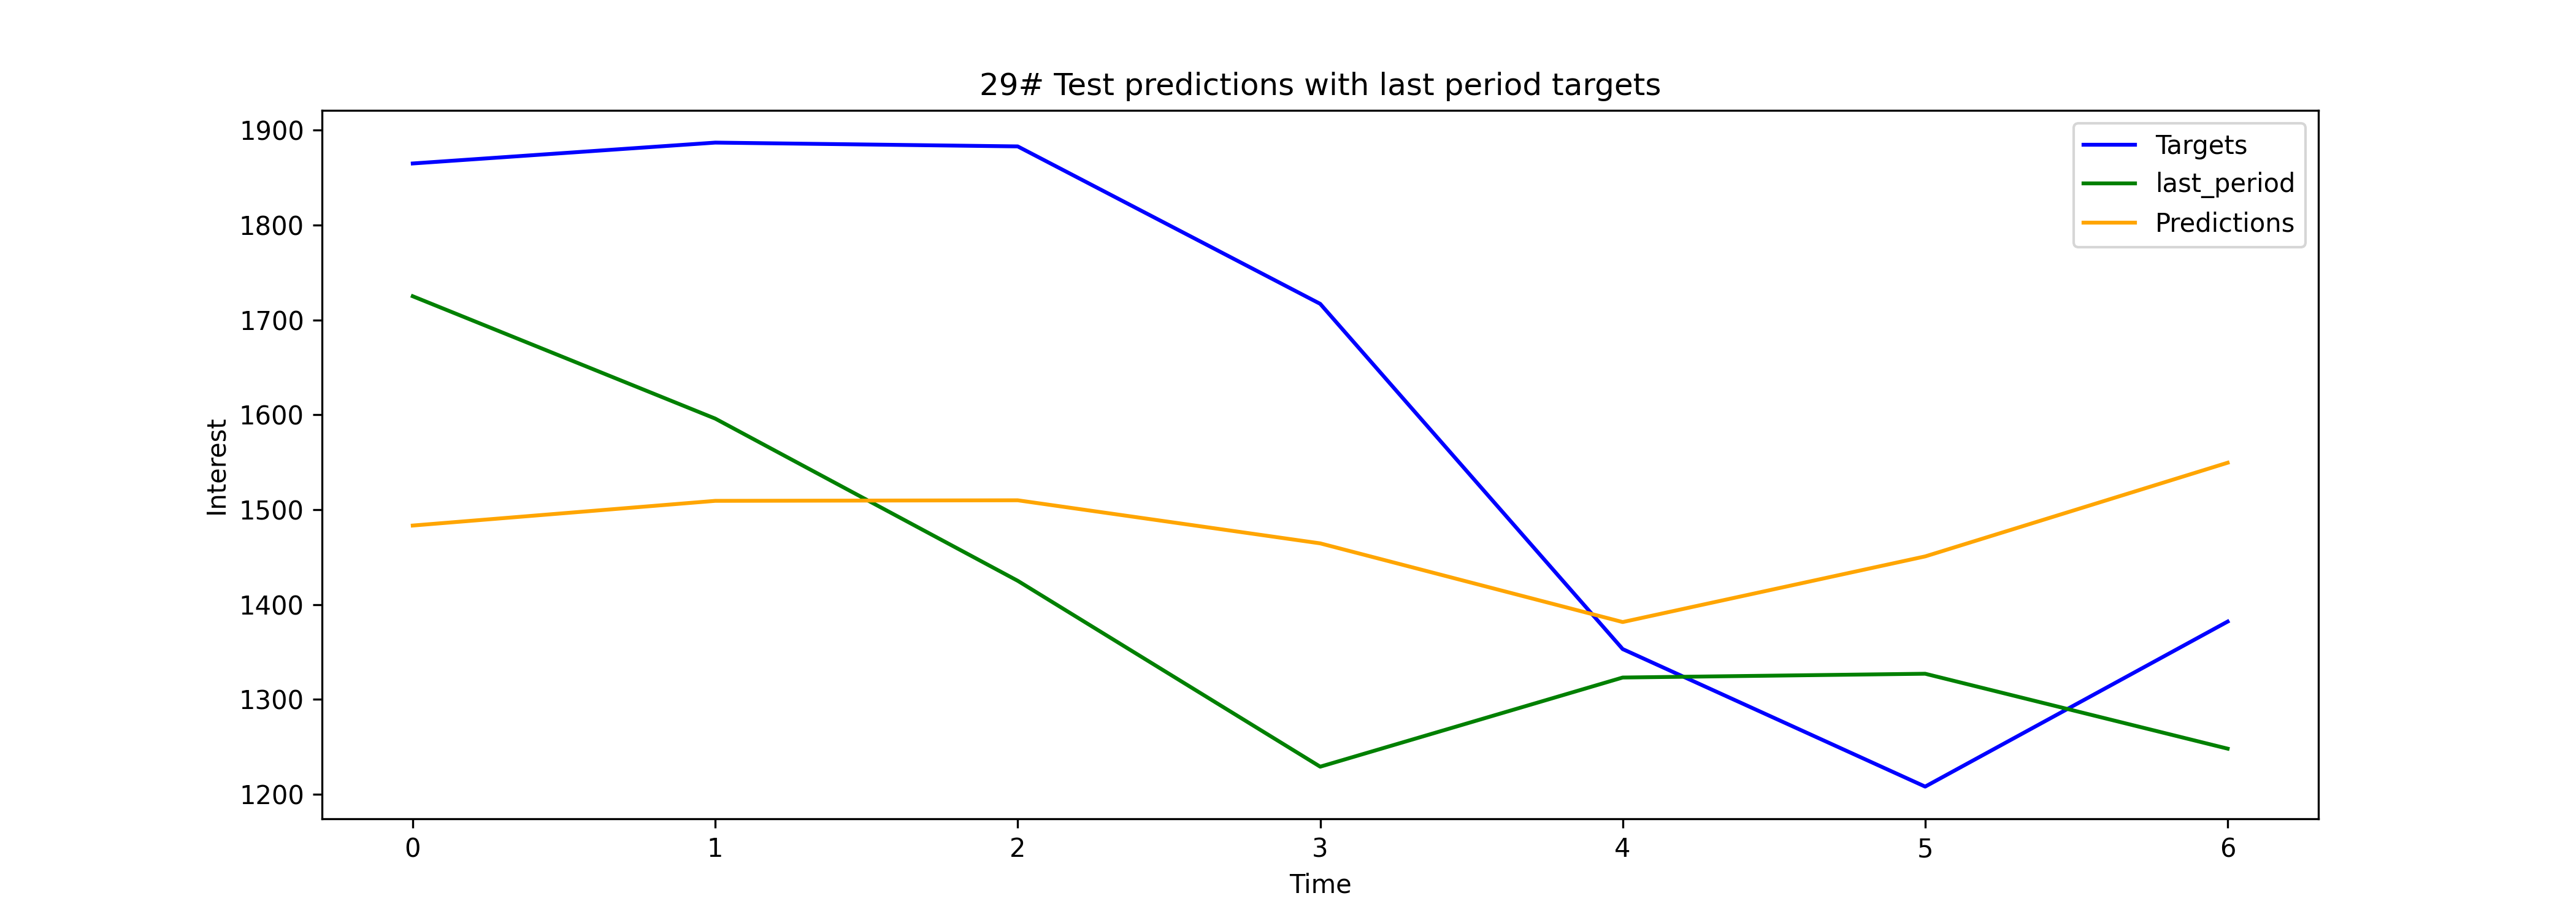 29# Test predictions with last period targets
1900
1800
1700
1600
1500
1400
1300
1200
Interest
Targets
last_period
Predictions
0 1 2 3 4 5 6
Time